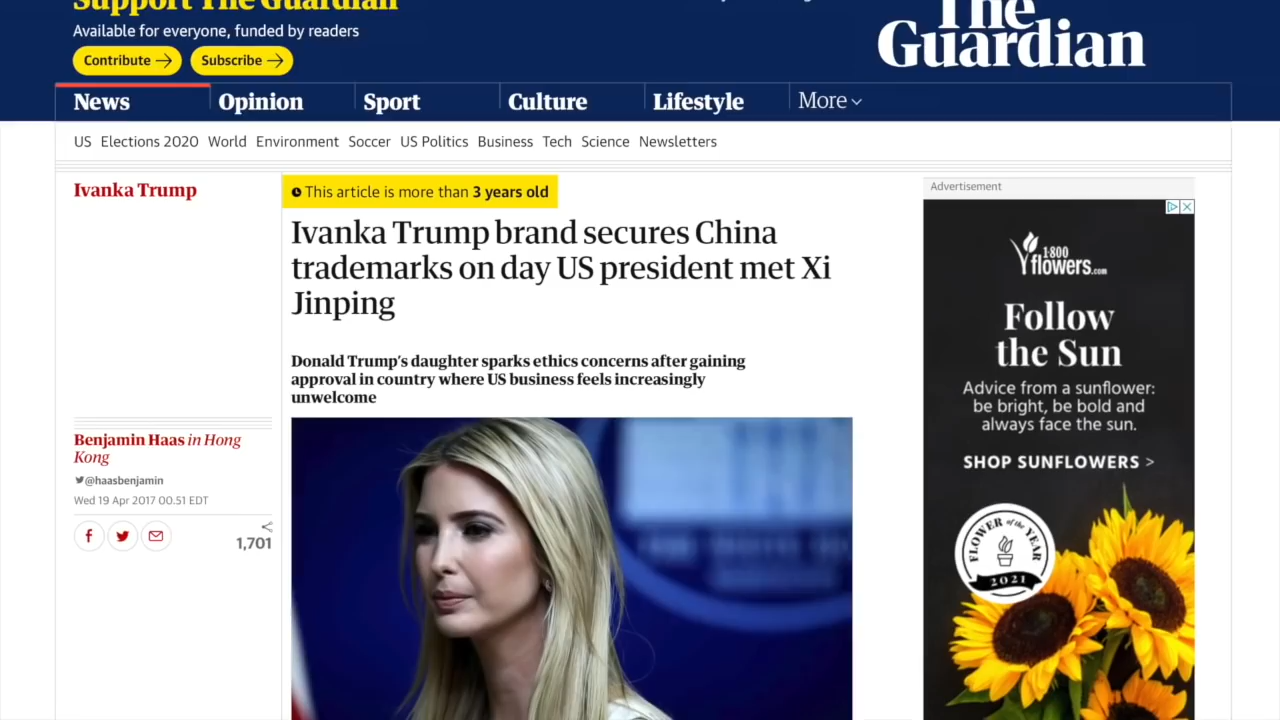 Support The Guardian
Available for everyone, funded by readers
Contribute
Subscribe
The
Guardian
News
Opinion
Sport
Culture
Lifestyle
More
US Elections 2020 World Environment Soccer US Politics Business Tech Science Newsletters
Ivanka Trump
This article is more than 3 years old
Ivanka Trump brand secures China
trademarks on day US president met Xi
Jinping
Donald Trump's daughter sparks ethics concerns after gaining
approval in country where US business feels increasingly
unwelcome
Benjamin Haas in Hong
Kong
@haasbenjamin
Wed 19 Apr 2017 00.51 EDT
1,701
Advertisement
1·800
flowers.com
Follow
the Sun
Advice from a sunflower:
be bright, be bold and
always face the sun.
SHOP SUNFLOWERS >
FLOWER of the YEAR
2021